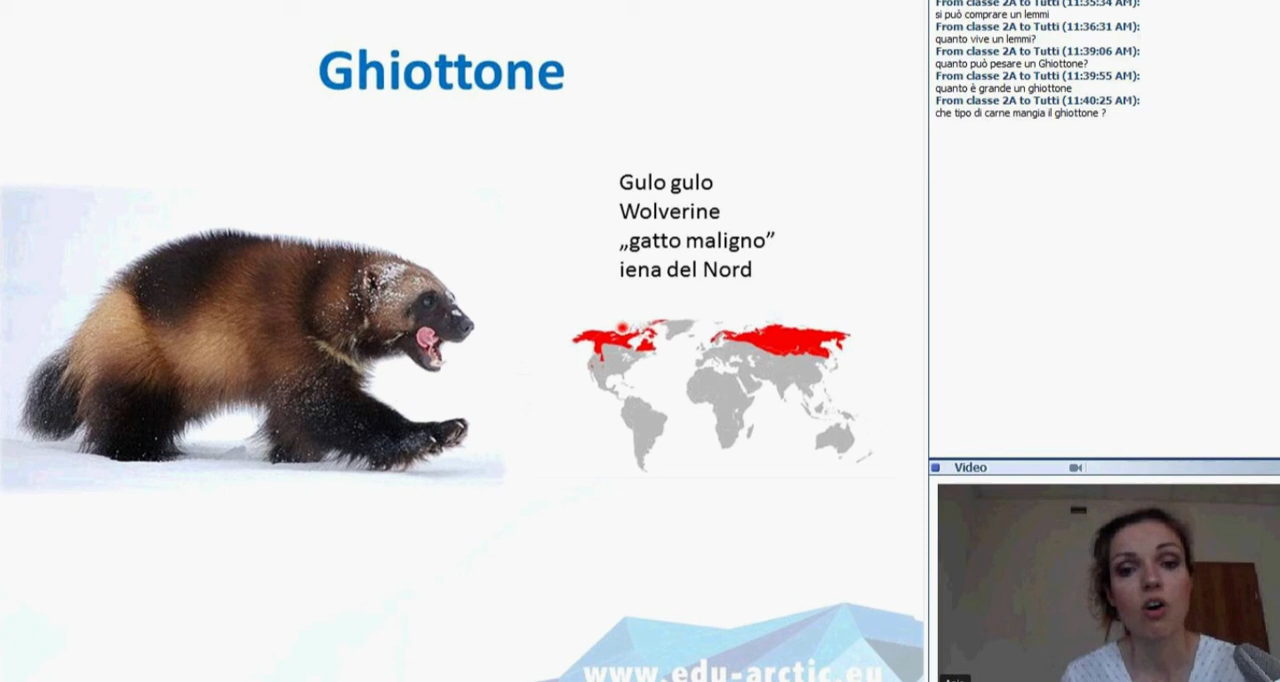 Ghiottone
Gulo gulo
Wolverine
„gatto maligno”
iena del Nord
www.edu-arctic.eu
From classe 2A to Tutti (11:35:34 AM):
si può comprare un lemmi
From classe 2A to Tutti (11:36:31 AM):
quanto vive un lemmi?
From classe 2A to Tutti (11:39:06 AM):
quanto può pesare un Ghiottone?
From classe 2A to Tutti (11:39:55 AM):
quanto è grande un ghiottone
From classe 2A to Tutti (11:40:25 AM):
che tipo di carne mangia il ghiottone ?
Video